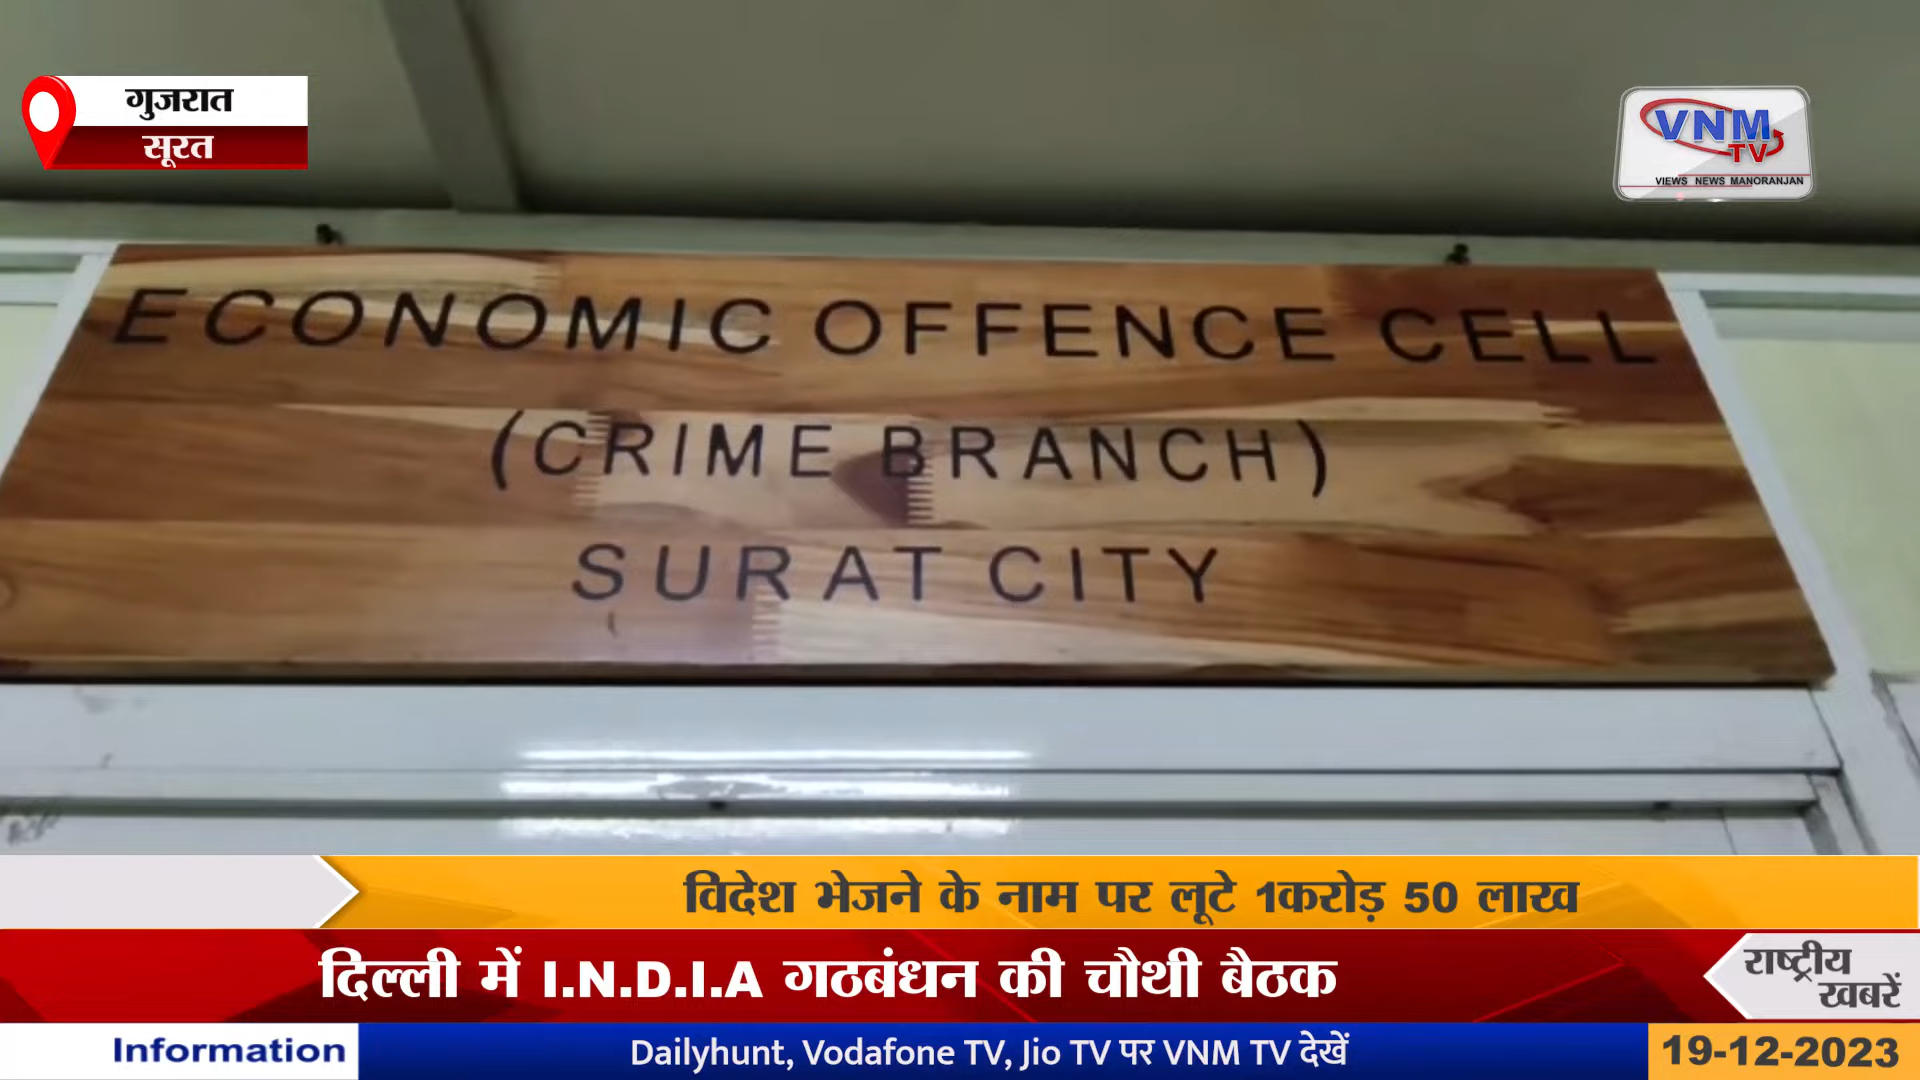 गुजरात
सूरत
VNM
TV
VIEWS NEWS MANORANJAN
ECONOMIC OFFENCE CELL
(CRIME BRANCH)
SURAT CITY
विदेश भेजने के नाम पर लूटे 1करोड़ 50 लाख
दिल्ली में I.N.D.I.A गठबंधन की चौथी बैठक
राष्ट्रीय
खबरें
Information
Dailyhunt, Vodafone TV, Jio TV पर VNM TV देखें
19-12-2023